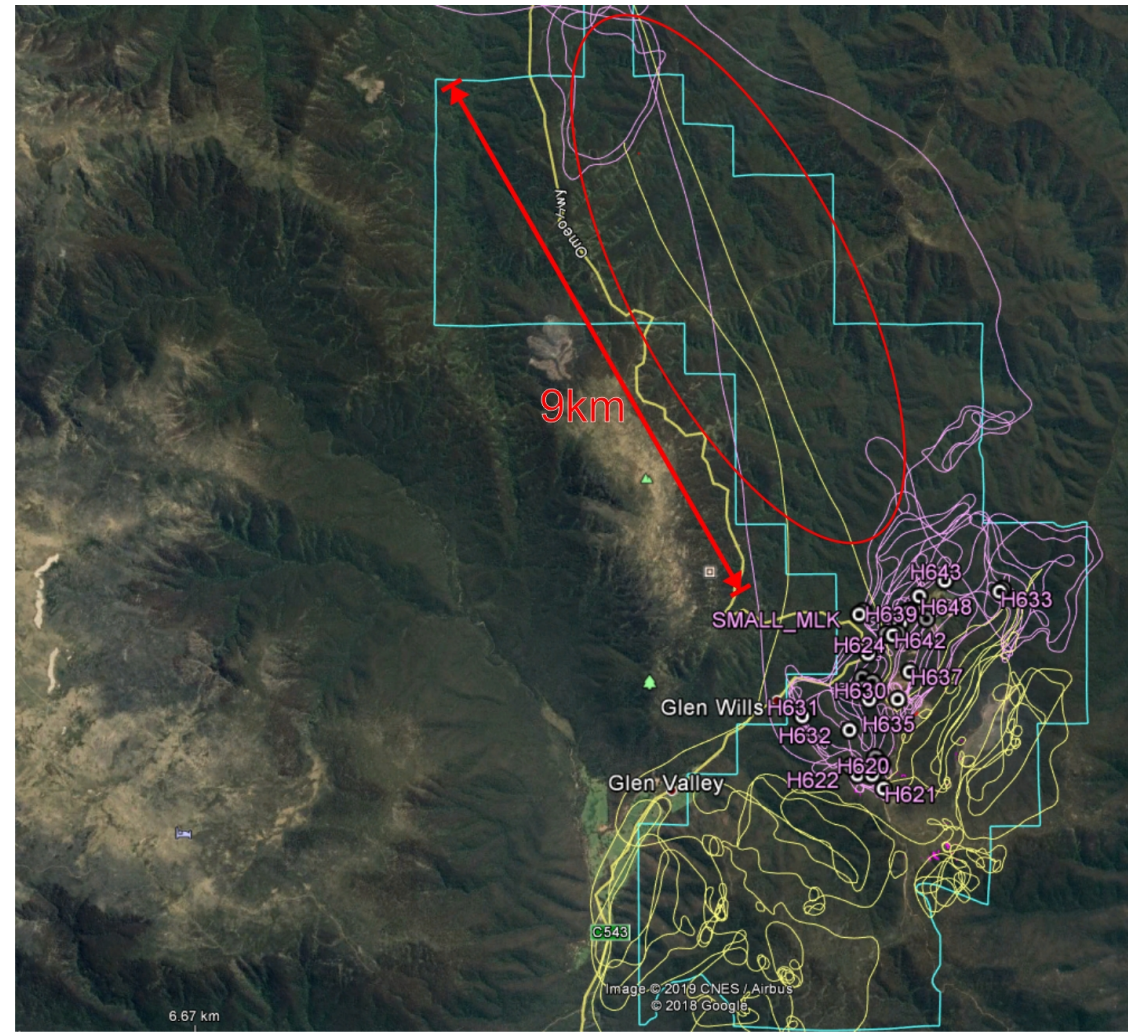 Omeo Hwy
9km
H643
H633
H639
H648
SMALL_MLK
H642
H624
H637
H630
Glen Wills
H631
H635
H632
H620
Glen Valley
H622
H621
C543
Image © 2019 CNES / Airbus
© 2018 Google
6.67 km